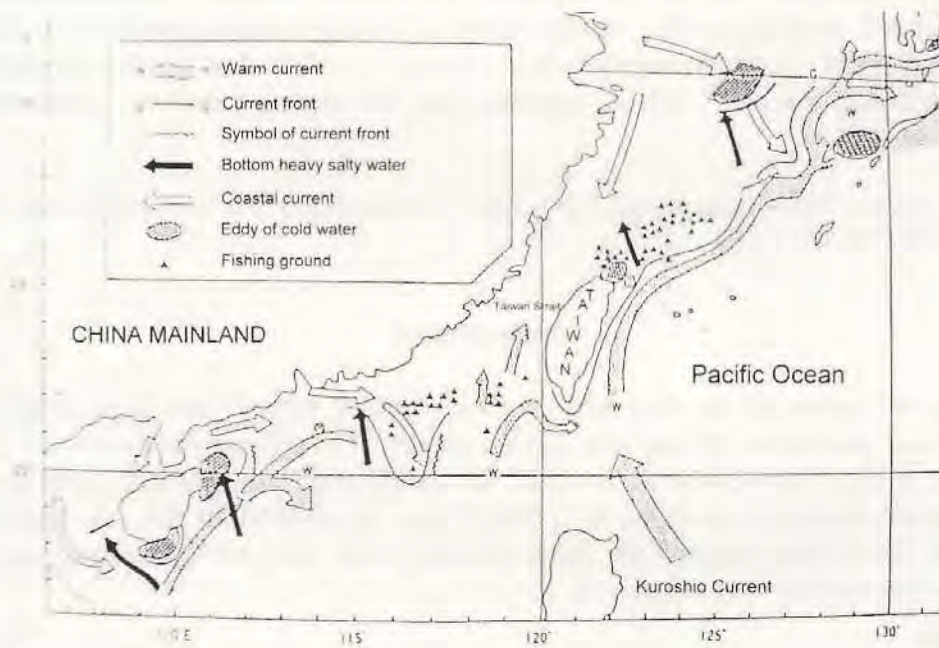 Warm current
Current front
Symbol of current front
Bottom heavy salty water
Coastal current
Eddy of cold water
Fishing ground
C
W
Taiwan Strait
TAIWAN
CHINA MAINLAND
Pacific Ocean
W
W
W
Kuroshio Current
115
120°
125°
130°